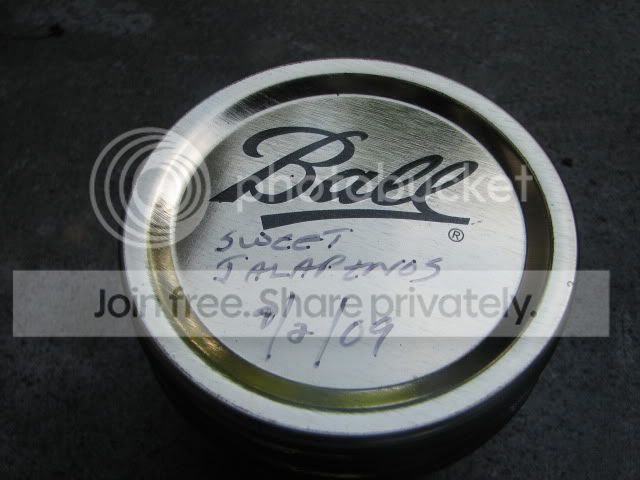 Ball
®
photobucket
SWEET
JALAPENOS
9/2/09
Join free. Share privately.